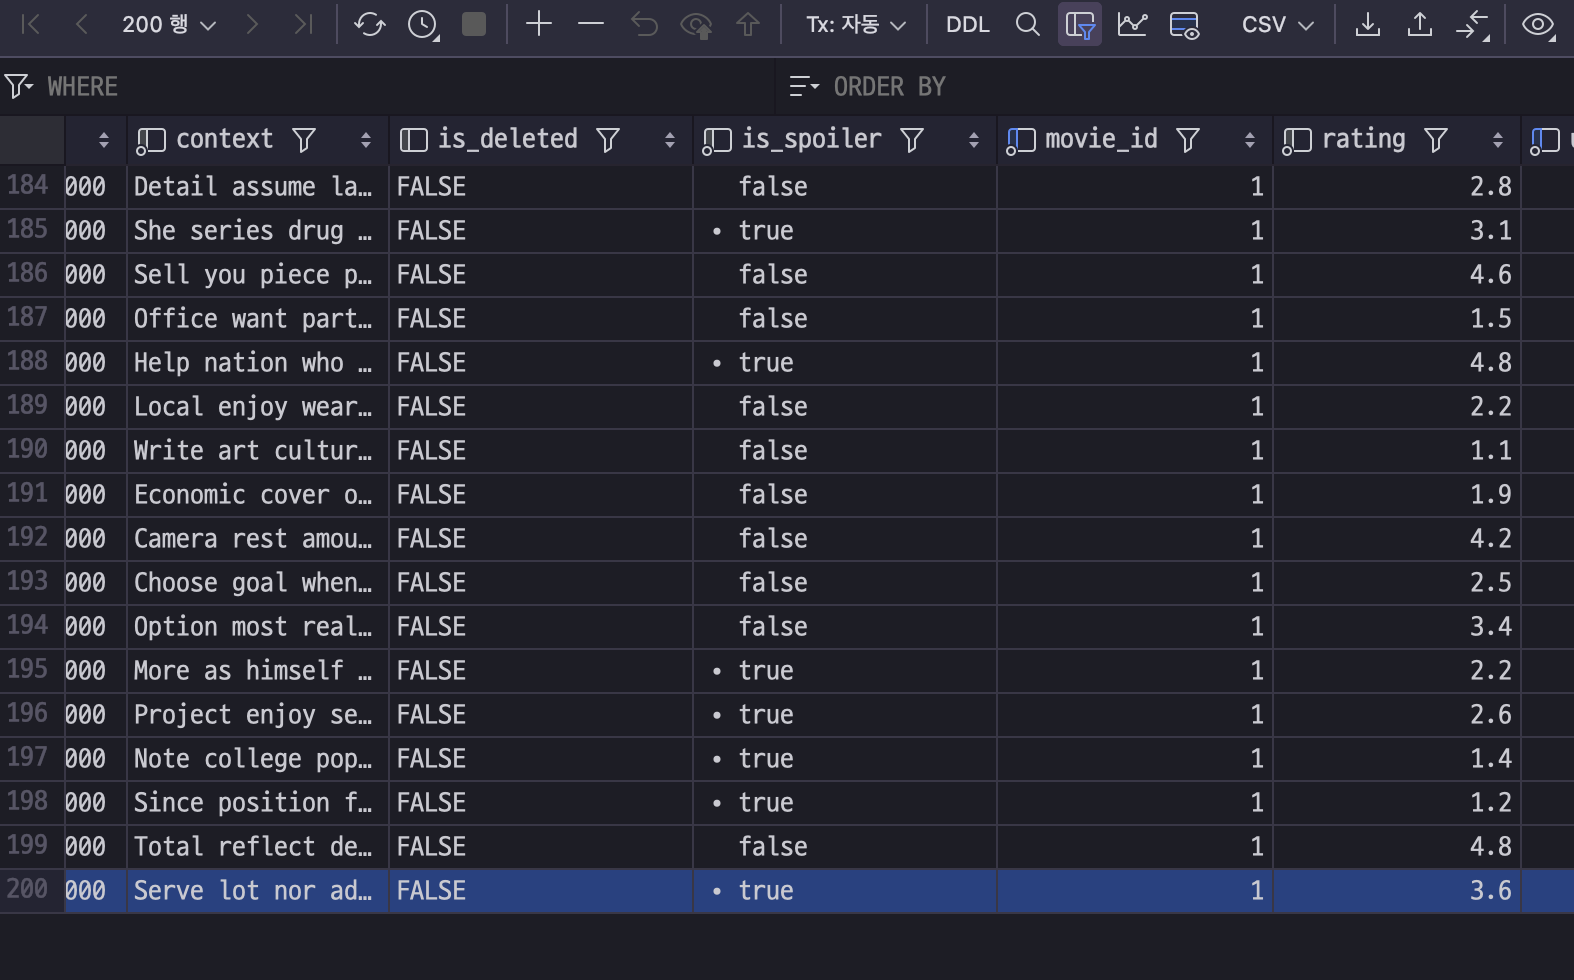 200 행 Tx: 자동 DDL CSV
WHERE ORDER BY
context is_deleted is_spoiler movie_id rating
184 000 Detail assume la… FALSE false 1 2.8
185 000 She series drug … FALSE • true 1 3.1
186 000 Sell you piece p… FALSE false 1 4.6
187 000 Office want part… FALSE false 1 1.5
188 000 Help nation who … FALSE • true 1 4.8
189 000 Local enjoy wear… FALSE false 1 2.2
190 000 Write art cultur… FALSE false 1 1.1
191 000 Economic cover o… FALSE false 1 1.9
192 000 Camera rest amou… FALSE false 1 4.2
193 000 Choose goal when… FALSE false 1 2.5
194 000 Option most real… FALSE false 1 3.4
195 000 More as himself … FALSE • true 1 2.2
196 000 Project enjoy se… FALSE • true 1 2.6
197 000 Note college pop… FALSE • true 1 1.4
198 000 Since position f… FALSE • true 1 1.2
199 000 Total reflect de… FALSE false 1 4.8
200 000 Serve lot nor ad… FALSE • true 1 3.6